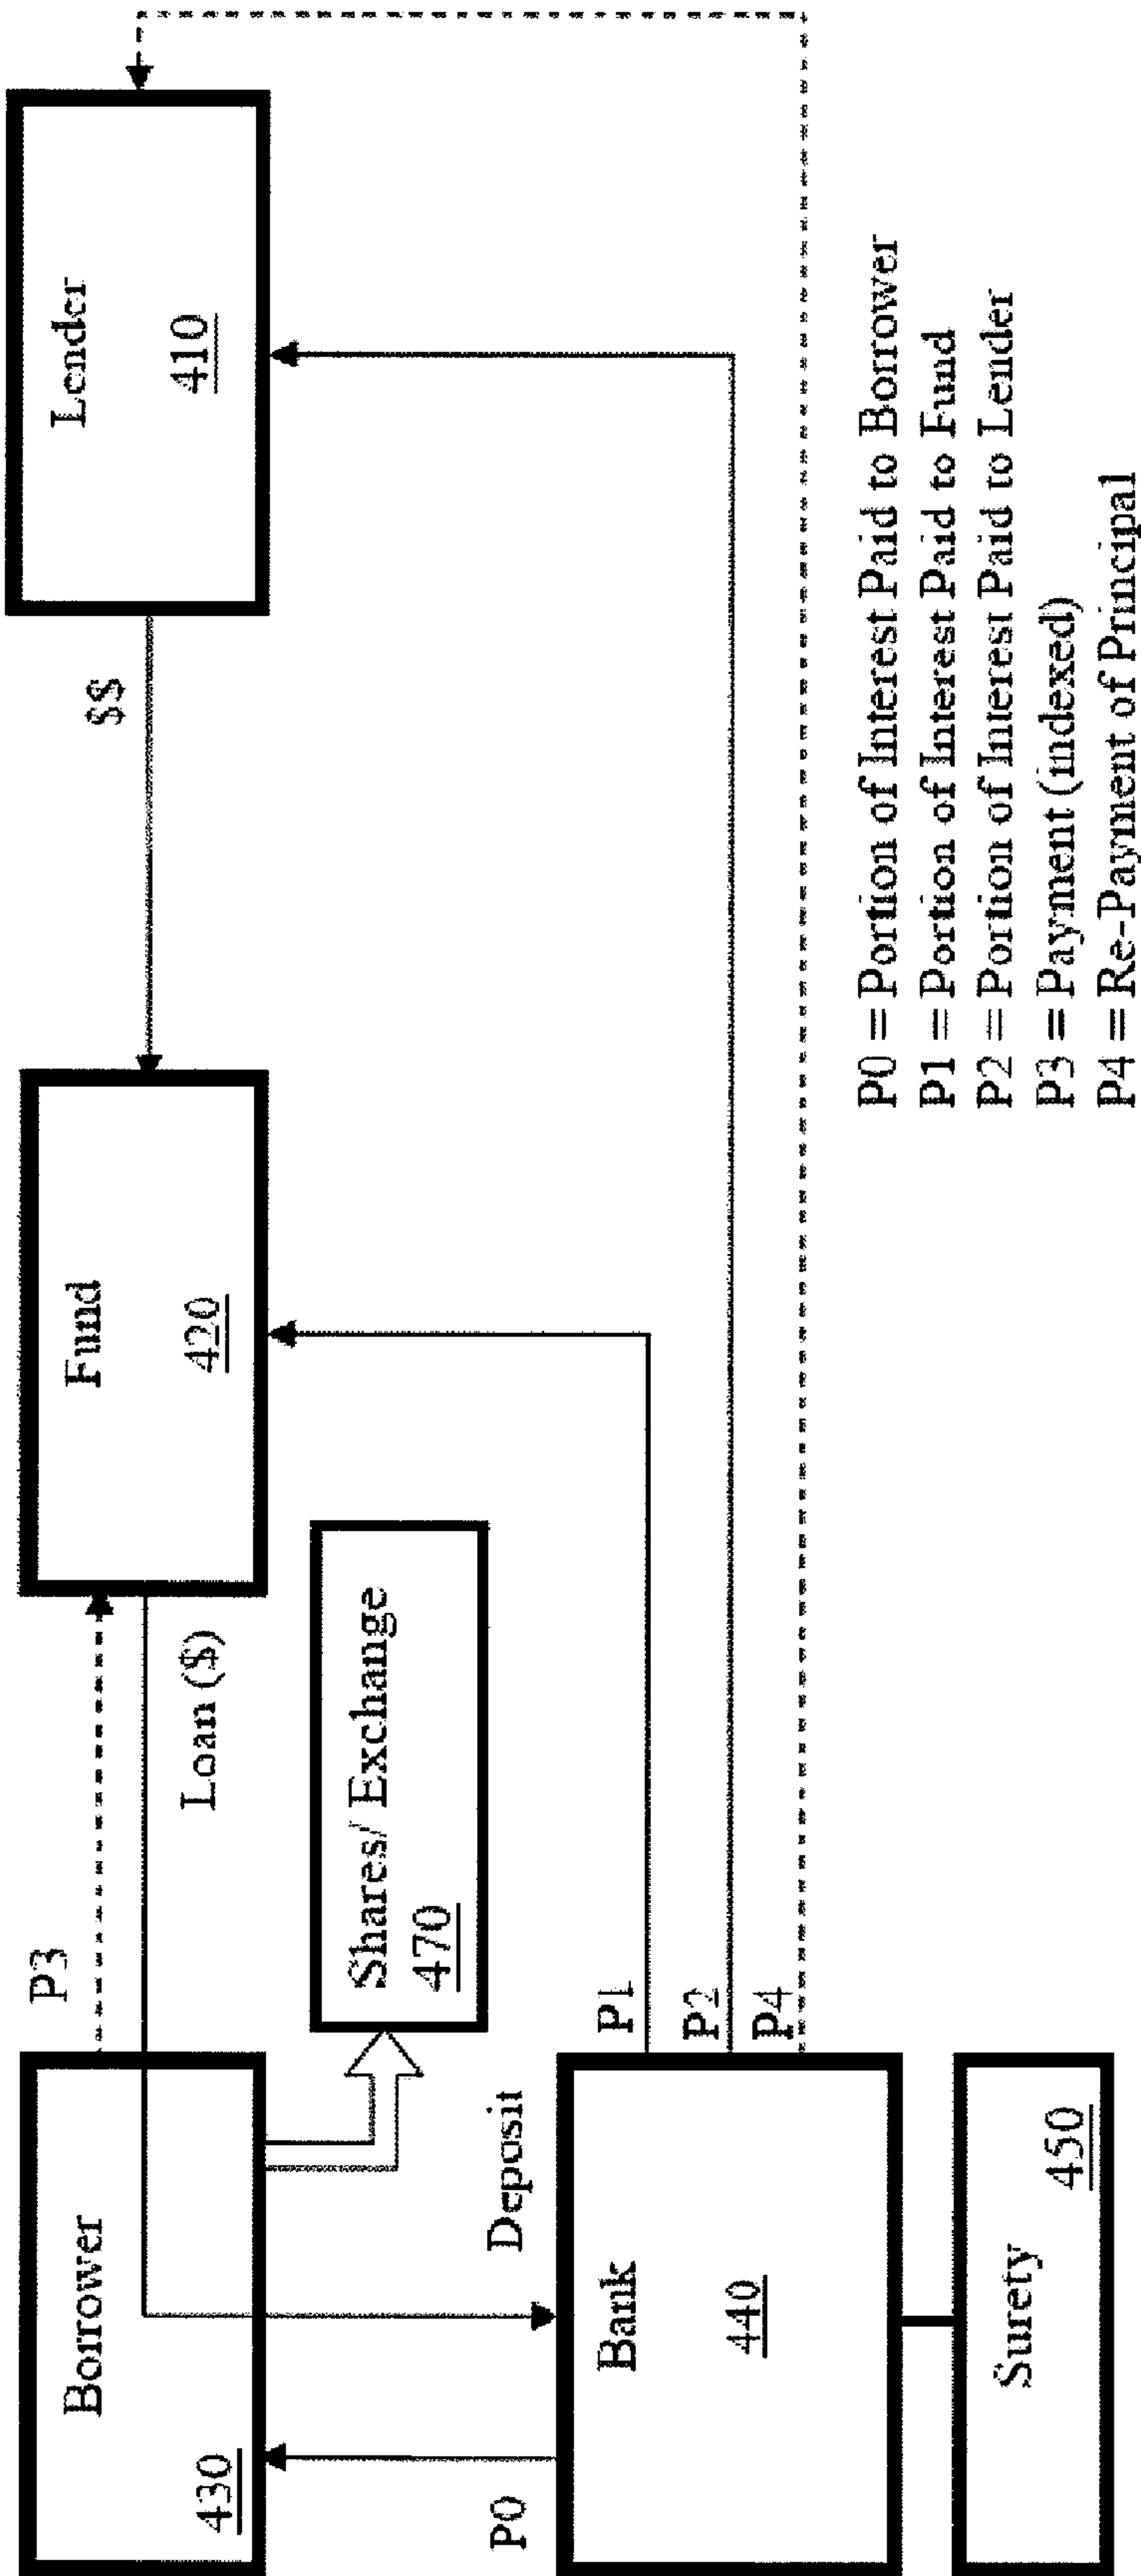 Borrower
430
P3
Loan ($)
Fund
420
$$
Lender
410
Shares/ Exchange
470
P0
Deposit
Bank
440
P1
P2
P4
Surety
450
P0 = Portion of Interest Paid to Borrower
P1 = Portion of Interest Paid to Fund
P2 = Portion of Interest Paid to Lender
P3 = Payment (indexed)
P4 = Re-Payment of Principal